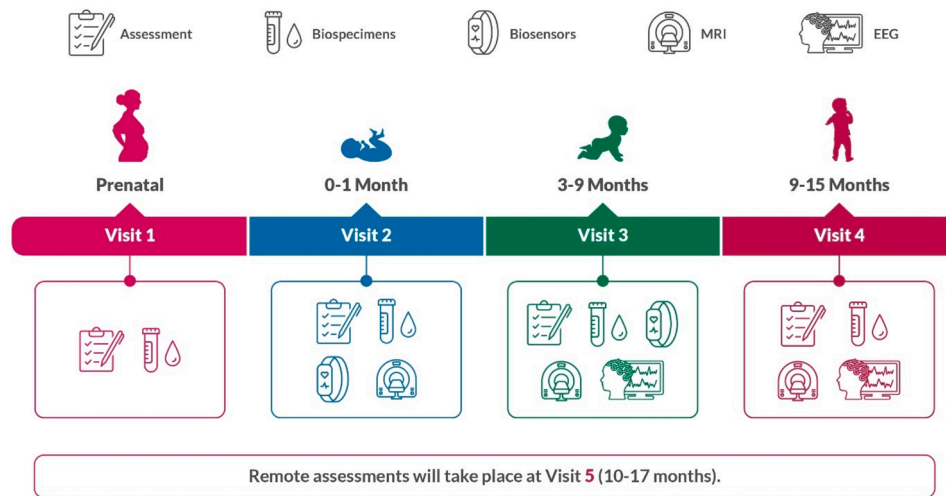 Assessment
Biospecimens
Biosensors
MRI
EEG
Prenatal
0-1 Month
3-9 Months
9-15 Months
Visit 1
Visit 2
Visit 3
Visit 4
Remote assessments will take place at Visit 5 (10-17 months).